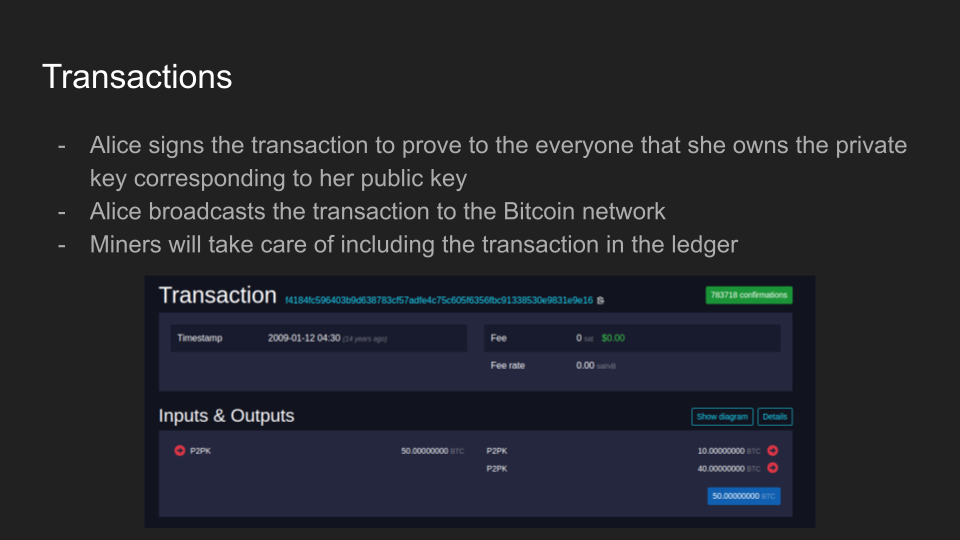 Transactions
- Alice signs the transaction to prove to the everyone that she owns the private
key corresponding to her public key
- Alice broadcasts the transaction to the Bitcoin network
- Miners will take care of including the transaction in the ledger
Transaction f4184fc596403b9d638783cf57adfe4c75c605f6356fbc91338530e9831e9e16
783718 confirmations
Timestamp 2009-01-12 04:30 (14 years ago)
Fee 0 sat $0.00
Fee rate 0.00 sat/vB
Inputs & Outputs
Show diagram Details
P2PK 50.00000000 BTC
P2PK 10.00000000 BTC
P2PK 40.00000000 BTC
50.00000000 BTC